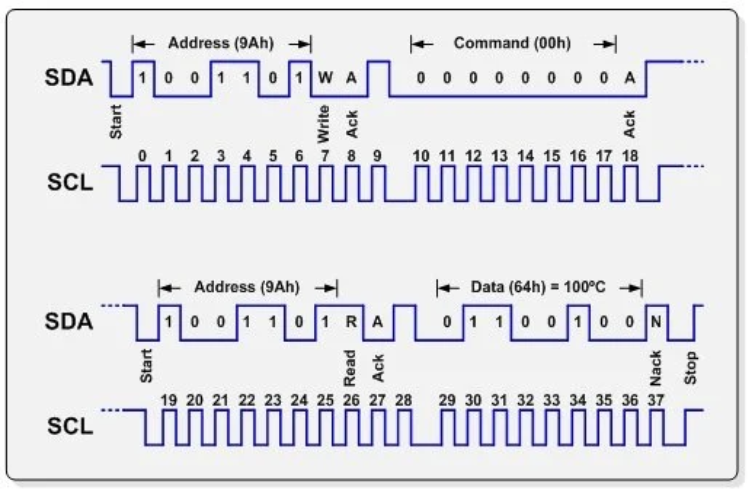 Address (9Ah) Command (00h)
SDA 1 0 0 1 1 0 1 W A 0 0 0 0 0 0 0 0 A
Start Write Ack Ack
0 1 2 3 4 5 6 7 8 9 10 11 12 13 14 15 16 17 18
SCL
Address (9Ah) Data (64h) = 100ºC
SDA 1 0 0 1 1 0 1 R A 0 1 1 0 0 1 0 0 N
Start Read Ack Nack Stop
19 20 21 22 23 24 25 26 27 28 29 30 31 32 33 34 35 36 37
SCL